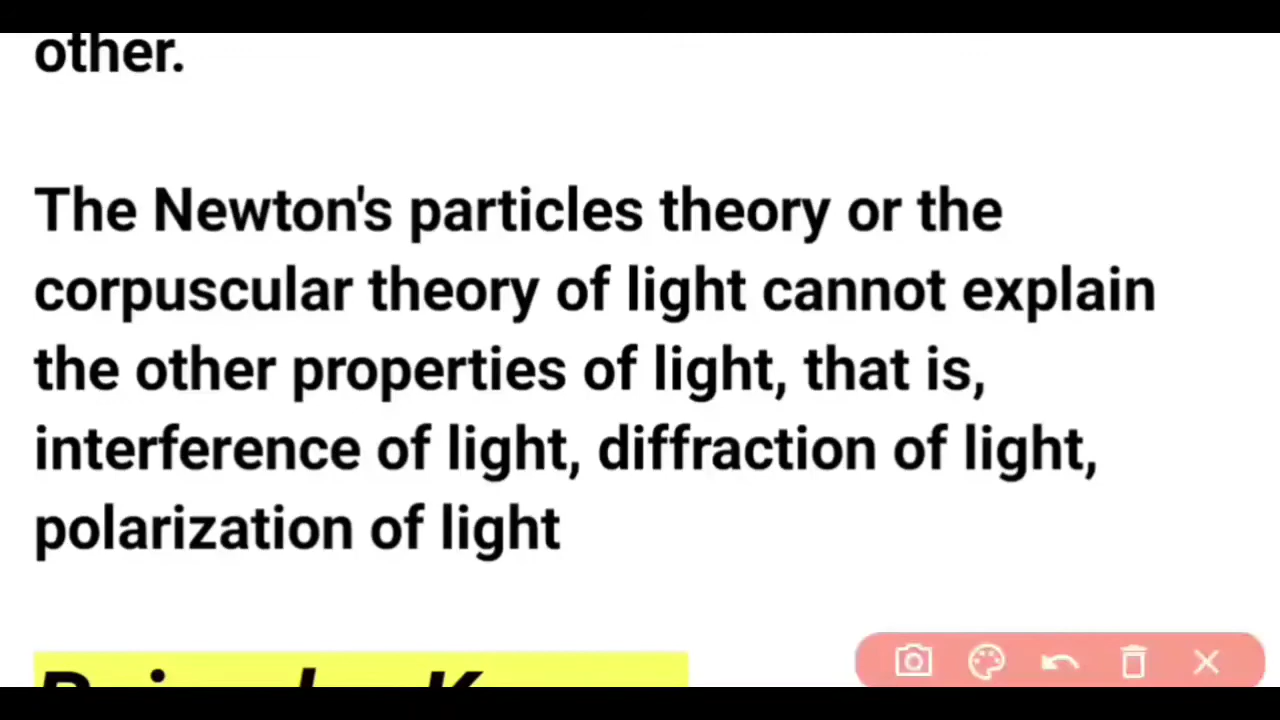 other.
The Newton's particles theory or the
corpuscular theory of light cannot explain
the other properties of light, that is,
interference of light, diffraction of light,
polarization of light